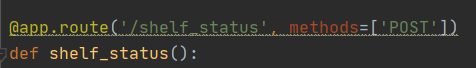 @app.route('/shelf_status', methods=['POST'])
def shelf_status():